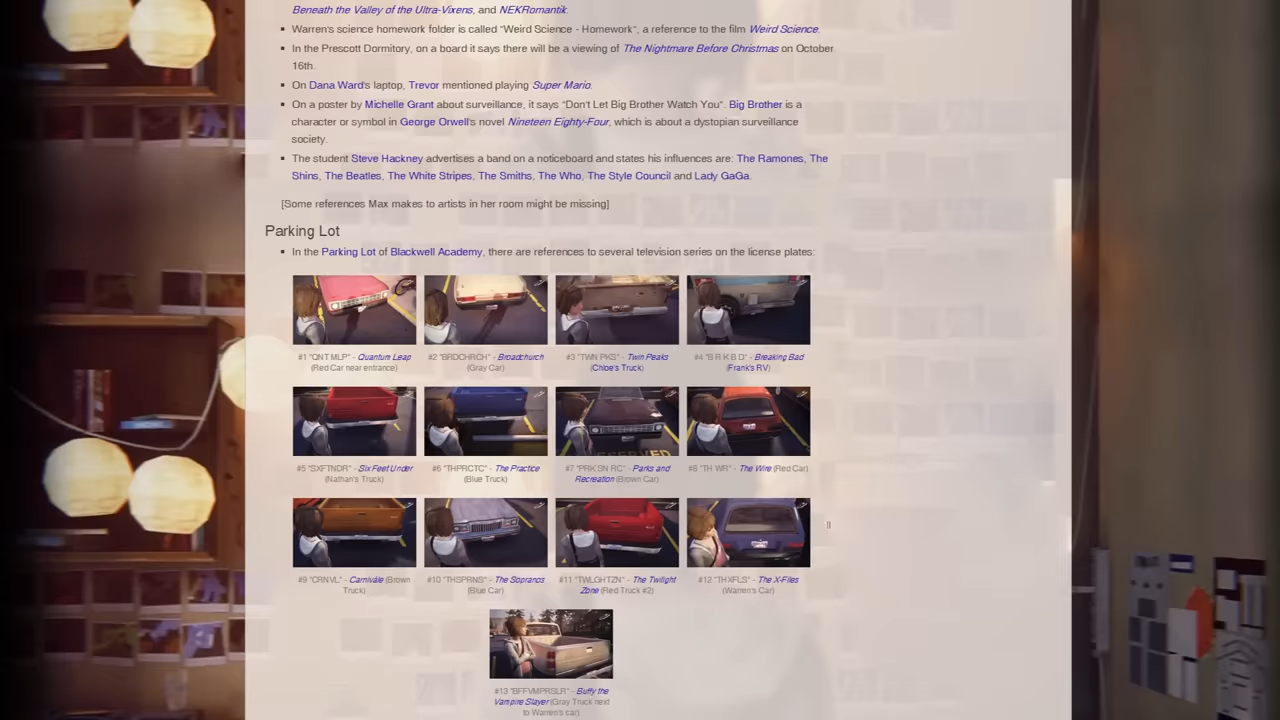 Beneath the Valley of the Ultra-Vixens, and NEKRomantik.
Warren's science homework folder is called "Weird Science - Homework", a reference to the film Weird Science.
In the Prescott Dormitory, on a board it says there will be a viewing of The Nightmare Before Christmas on October
16th.
On Dana Ward's laptop, Trevor mentioned playing Super Mario.
On a poster by Michelle Grant about surveillance, it says "Don't Let Big Brother Watch You". Big Brother is a
character or symbol in George Orwell's novel Nineteen Eighty-Four, which is about a dystopian surveillance
society.
The student Steve Hackney advertises a band on a noticeboard and states his influences are: The Ramones, The
Shins, The Beatles, The White Stripes, The Smiths, The Who, The Style Council and Lady GaGa.
[Some references Max makes to artists in her room might be missing]
Parking Lot
In the Parking Lot of Blackwell Academy, there are references to several television series on the license plates:
#1 "QNT MLP" - Quantum Leap
(Red Car near entrance)
#2 "BRDCHRCH" - Broadchurch
(Gray Car)
#3 "TWN PKS" - Twin Peaks
(Chloe's Truck)
#4 "B R K B D" - Breaking Bad
(Frank's RV)
#5 "SXFTNDR" - Six Feet Under
(Nathan's Truck)
#6 "THPRCTC" - The Practice
(Blue Truck)
#7 "PRK SN RC" - Parks and
Recreation (Brown Car)
#8 "TH WR" - The Wire (Red Car)
#9 "CRNVL" - Carnivàle (Brown
Truck)
#10 "THSPRNS" - The Sopranos
(Blue Car)
#11 "TWLGHTZN" - The Twilight
Zone (Red Truck #2)
#12 "THXFLS" - The X-Files
(Warren's Car)
#13 "BFFVMPRSLR" - Buffy the
Vampire Slayer (Gray Truck next
to Warren's car)